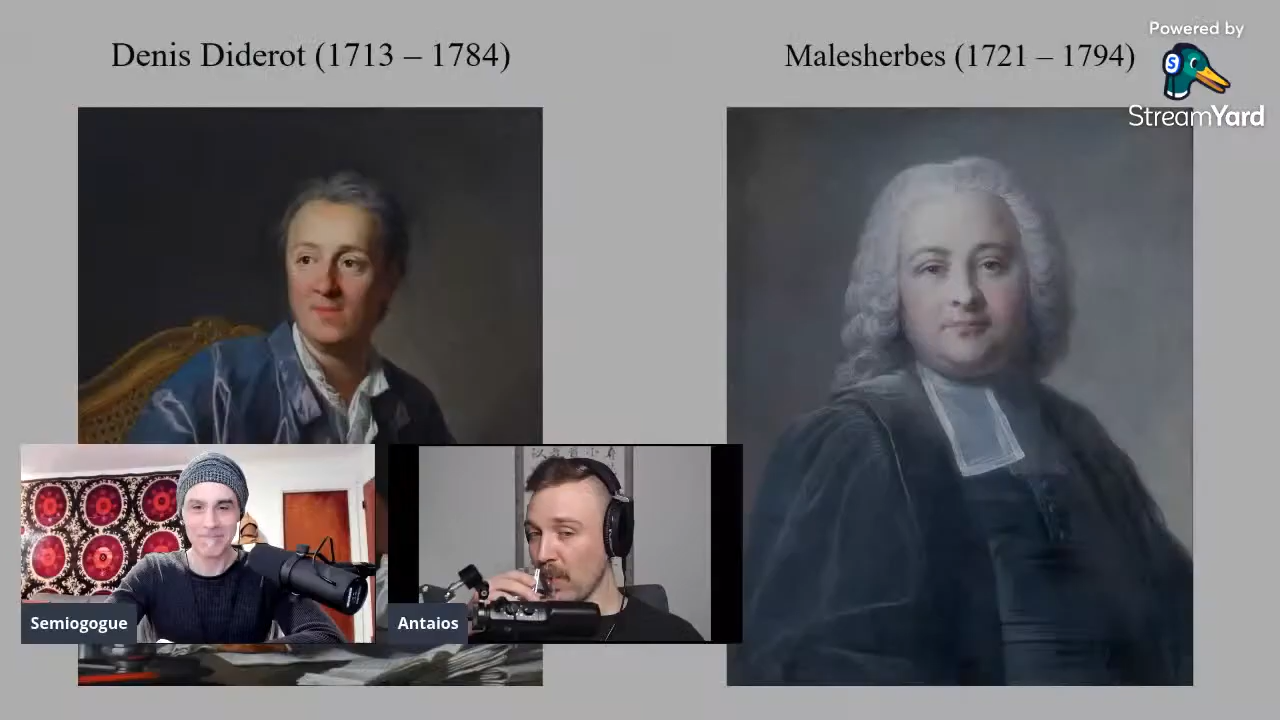 Denis Diderot (1713 – 1784)
Malesherbes (1721 – 1794)
Powered by
S
StreamYard
Semiogogue
Antaios